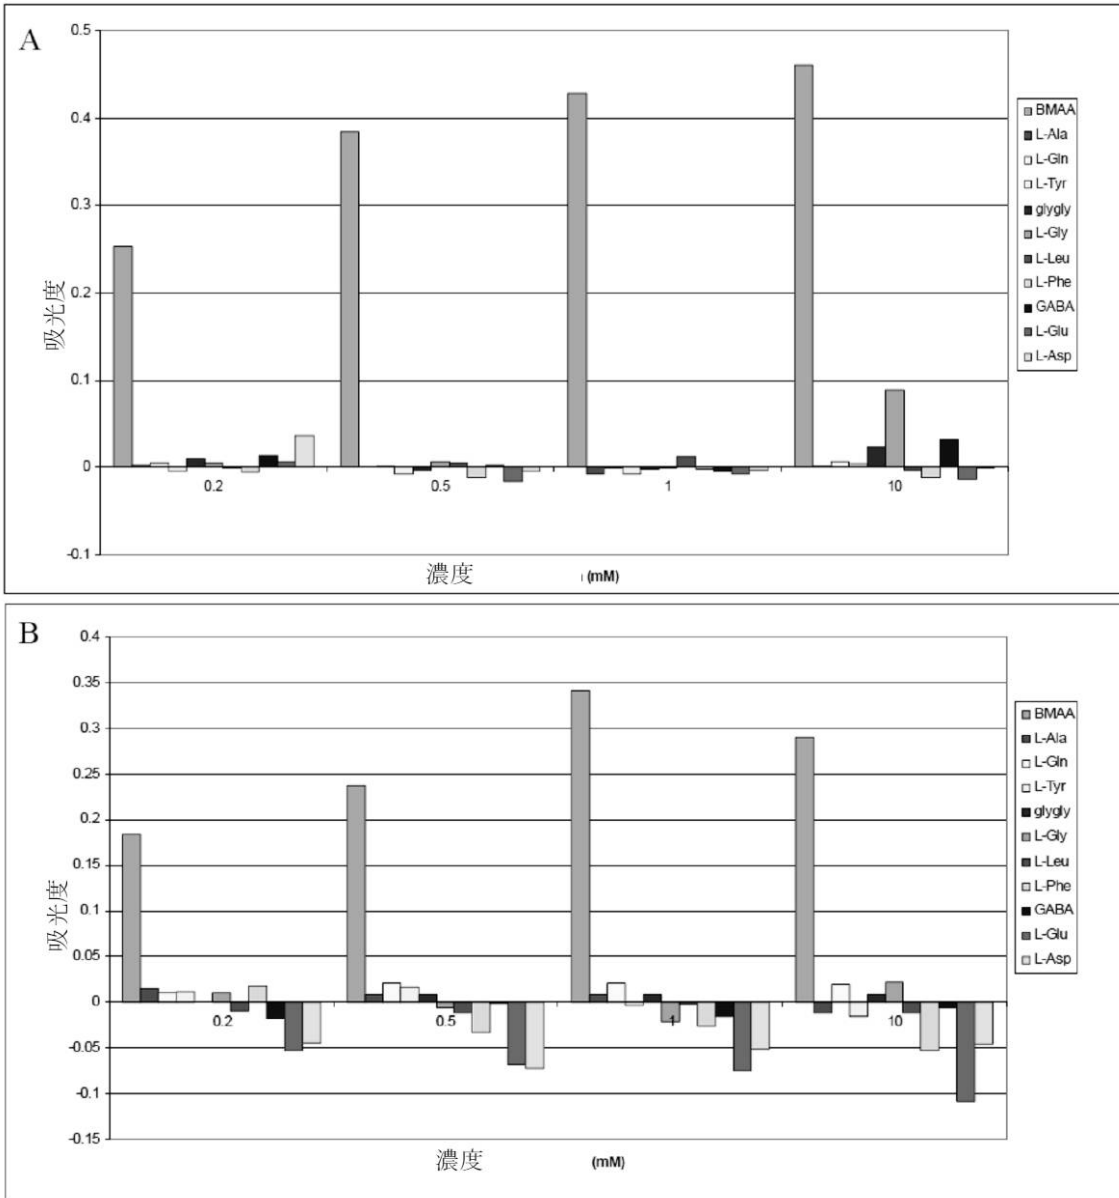 A
0.5
0.4
0.3
0.2
0.1
0
-0.1
吸光度
0.2
0.5
1
10
濃度 (mM)
BMAA
L-Ala
L-Gln
L-Tyr
glygly
L-Gly
L-Leu
L-Phe
GABA
L-Glu
L-Asp
B
0.4
0.35
0.3
0.25
0.2
0.15
0.1
0.05
0
-0.05
-0.1
-0.15
吸光度
0.2
0.5
1
10
濃度 (mM)
BMAA
L-Ala
L-Gln
L-Tyr
glygly
L-Gly
L-Leu
L-Phe
GABA
L-Glu
L-Asp